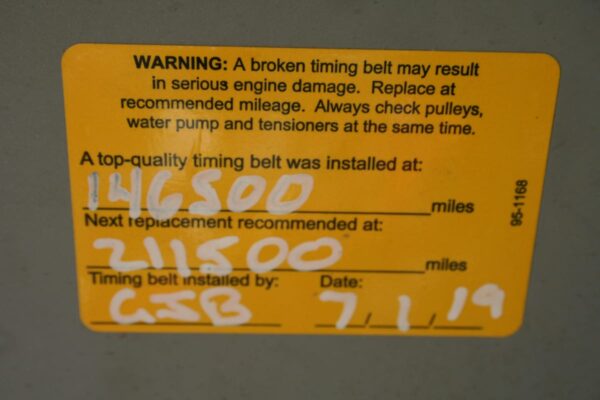 WARNING: A broken timing belt may result
in serious engine damage. Replace at
recommended mileage. Always check pulleys,
water pump and tensioners at the same time.
A top-quality timing belt was installed at:
146500 miles
Next replacement recommended at:
211500 miles
Timing belt installed by: Date:
GJB 7/1/19
95-1168